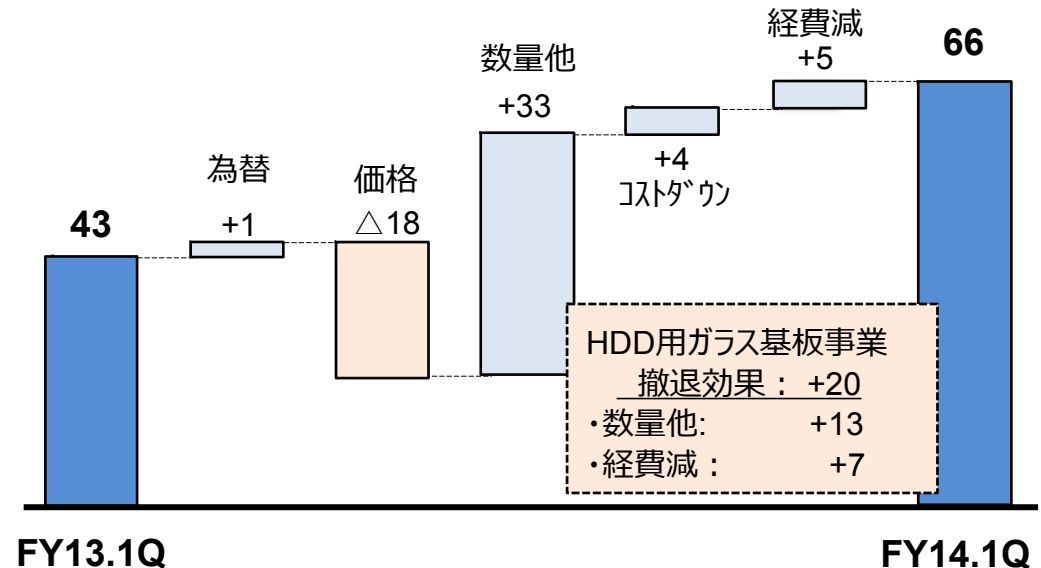 43
為替
+1
価格
△18
数量他
+33
+4
ｺｽﾄﾀﾞｳﾝ
経費減
+5
66
HDD用ガラス基板事業
撤退効果： +20
・数量他: +13
・経費減： +7
FY13.1Q
FY14.1Q